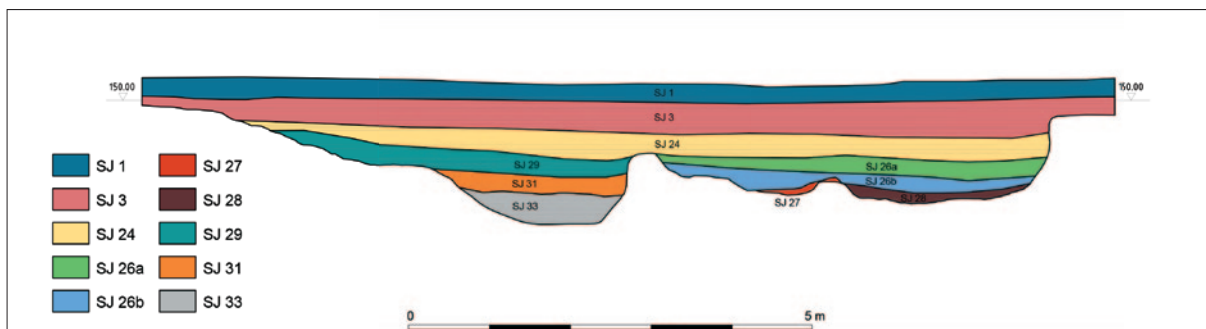 150.00
150.00
SJ 1
SJ 3
SJ 24
SJ 29
SJ 26a
SJ 31
SJ 26b
SJ 33
SJ 27
SJ 28
SJ 1
SJ 27
SJ 3
SJ 28
SJ 24
SJ 29
SJ 26a
SJ 31
SJ 26b
SJ 33
0
5 m